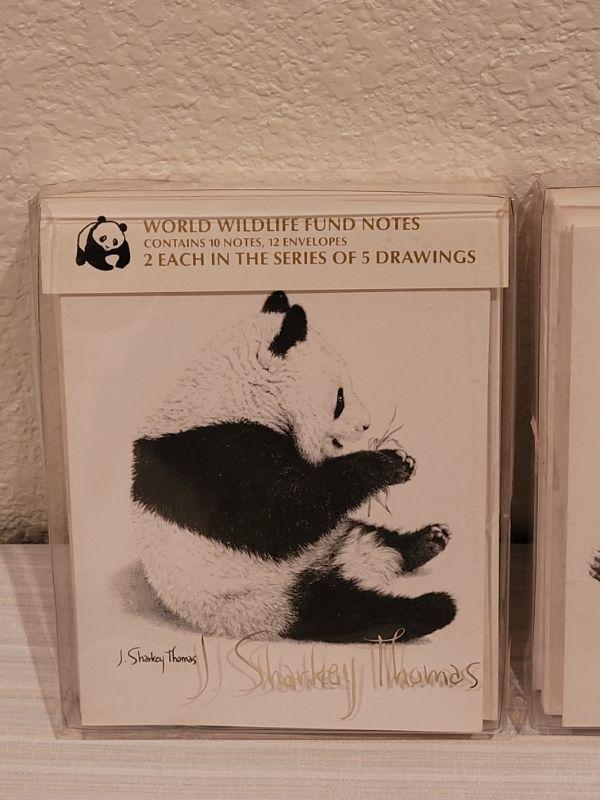 WORLD WILDLIFE FUND NOTES
CONTAINS 10 NOTES, 12 ENVELOPES
2 EACH IN THE SERIES OF 5 DRAWINGS
J. Sharkey Thomas
J. Sharkey Thomas